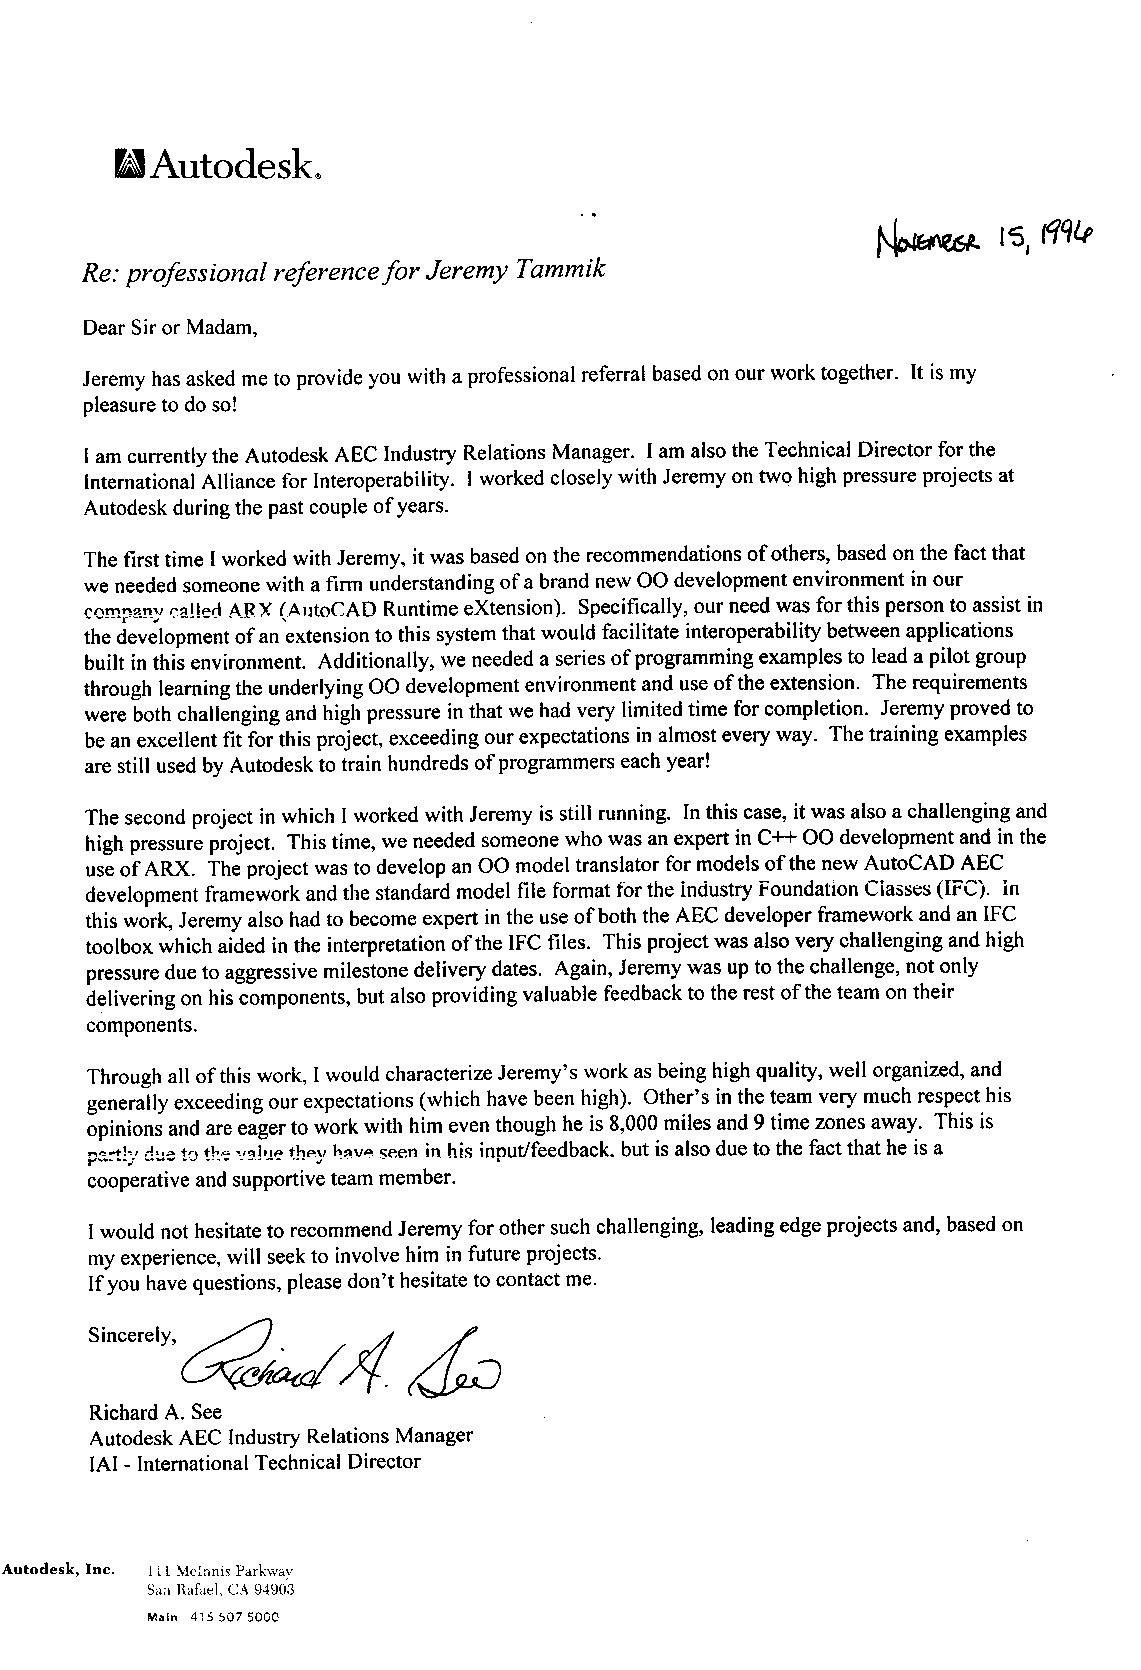 Autodesk.
November 15, 1996
Re: professional reference for Jeremy Tammik
Dear Sir or Madam,
Jeremy has asked me to provide you with a professional referral based on our work together.  It is my
pleasure to do so!
I am currently the Autodesk AEC Industry Relations Manager.  I am also the Technical Director for the
International Alliance for Interoperability.  I worked closely with Jeremy on two high pressure projects at
Autodesk during the past couple of years.
The first time I worked with Jeremy, it was based on the recommendations of others, based on the fact that
we needed someone with a firm understanding of a brand new OO development environment in our
company called ARX (AutoCAD Runtime eXtension).  Specifically, our need was for this person to assist in
the development of an extension to this system that would facilitate interoperability between applications
built in this environment.  Additionally, we needed a series of programming examples to lead a pilot group
through learning the underlying OO development environment and use of the extension.  The requirements
were both challenging and high pressure in that we had very limited time for completion.  Jeremy proved to
be an excellent fit for this project, exceeding our expectations in almost every way.  The training examples
are still used by Autodesk to train hundreds of programmers each year!
The second project in which I worked with Jeremy is still running.  In this case, it was also a challenging and
high pressure project.  This time, we needed someone who was an expert in C++ OO development and in the
use of ARX.  The project was to develop an OO model translator for models of the new AutoCAD AEC
development framework and the standard model file format for the Industry Foundation Classes (IFC).  In
this work, Jeremy also had to become expert in the use of both the AEC developer framework and an IFC
toolbox which aided in the interpretation of the IFC files.  This project was also very challenging and high
pressure due to aggressive milestone delivery dates.  Again, Jeremy was up to the challenge, not only
delivering on his components, but also providing valuable feedback to the rest of the team on their
components.
Through all of this work, I would characterize Jeremy's work as being high quality, well organized, and
generally exceeding our expectations (which have been high).  Other's in the team very much respect his
opinions and are eager to work with him even though he is 8,000 miles and 9 time zones away.  This is
partly due to the value they have seen in his input/feedback, but is also due to the fact that he is a
cooperative and supportive team member.
I would not hesitate to recommend Jeremy for other such challenging, leading edge projects and, based on
my experience, will seek to involve him in future projects.
If you have questions, please don't hesitate to contact me.
Sincerely,
Richard A. See
Richard A. See
Autodesk AEC Industry Relations Manager
IAI - International Technical Director
Autodesk, Inc. 111 McInnis Parkway
San Rafael, CA 94903
Main 415 507 5000